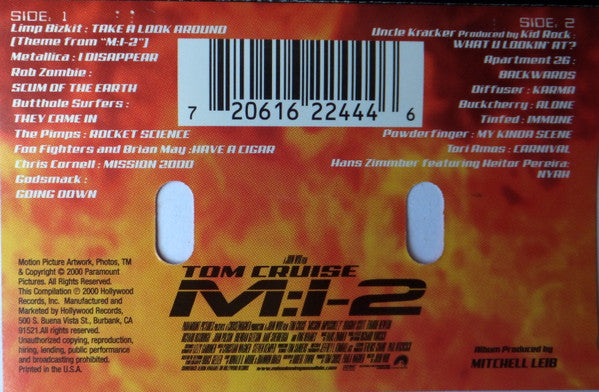 SIDE: 1
Limp Bizkit : TAKE A LOOK AROUND
[Theme from "M:I-2"]
Metallica : I DISAPPEAR
Rob Zombie :
SCUM OF THE EARTH
Butthole Surfers :
THEY CAME IN
The Pimps : ROCKET SCIENCE
Foo Fighters and Brian May : HAVE A CIGAR
Chris Cornell : MISSION 2000
Godsmack :
GOING DOWN
7 20616 22444 6
SIDE: 2
Uncle Kracker Produced by Kid Rock :
WHAT U LOOKIN' AT?
Apartment 26 :
BACKWARDS
Diffuser : KARMA
Buckcherry : ALONE
Tinfed : IMMUNE
Powderfinger : MY KINDA SCENE
Tori Amos : CARNIVAL
Hans Zimmber featuring Heitor Pereira:
NYAH
Motion Picture Artwork, Photos, TM
& Copyright © 2000 Paramount
Pictures. All Rights Reserved.
This Compilation ℗ 2000 Hollywood
Records, Inc. Manufactured and
Marketed by Hollywood Records,
500 S. Buena Vista St., Burbank, CA
91521. All rights reserved.
Unauthorized copying, reproduction,
hiring, lending, public performance
and broadcasting prohibited.
Printed in the U.S.A.
TOM CRUISE
M:I-2
Album Produced by
MITCHELL LEIB